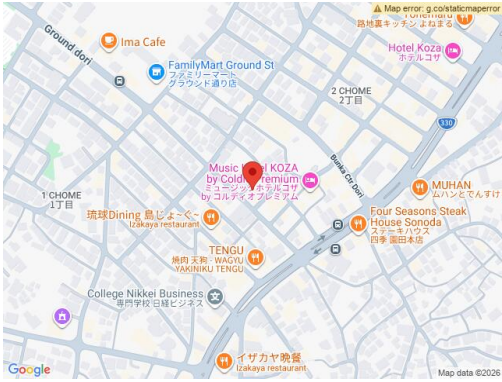 Map error: g.co/staticmaperror
路地裏キッチン よねまる
Ground dori
Ima Cafe
Hotel Koza
ホテルコザ
FamilyMart Ground St
ファミリーマート
グラウンド通り店
2 CHOME
2丁目
330
Bunka Ctr Dori
Music Hotel KOZA
by Coldio Premium
ミュージックホテルコザ
by コルディオプレミアム
MUHAN
ムハンとでんすけ
1 CHOME
1丁目
琉球Dining 島じょ~ぐ~
Izakaya restaurant
Four Seasons Steak
House Sonoda
ステーキハウス
四季 園田本店
TENGU
焼肉 天狗 - WAGYU
YAKINIKU TENGU
College Nikkei Business
専門学校 日経ビジネス
イザカヤ晩餐
Izakaya restaurant
Google
Map data ©2026